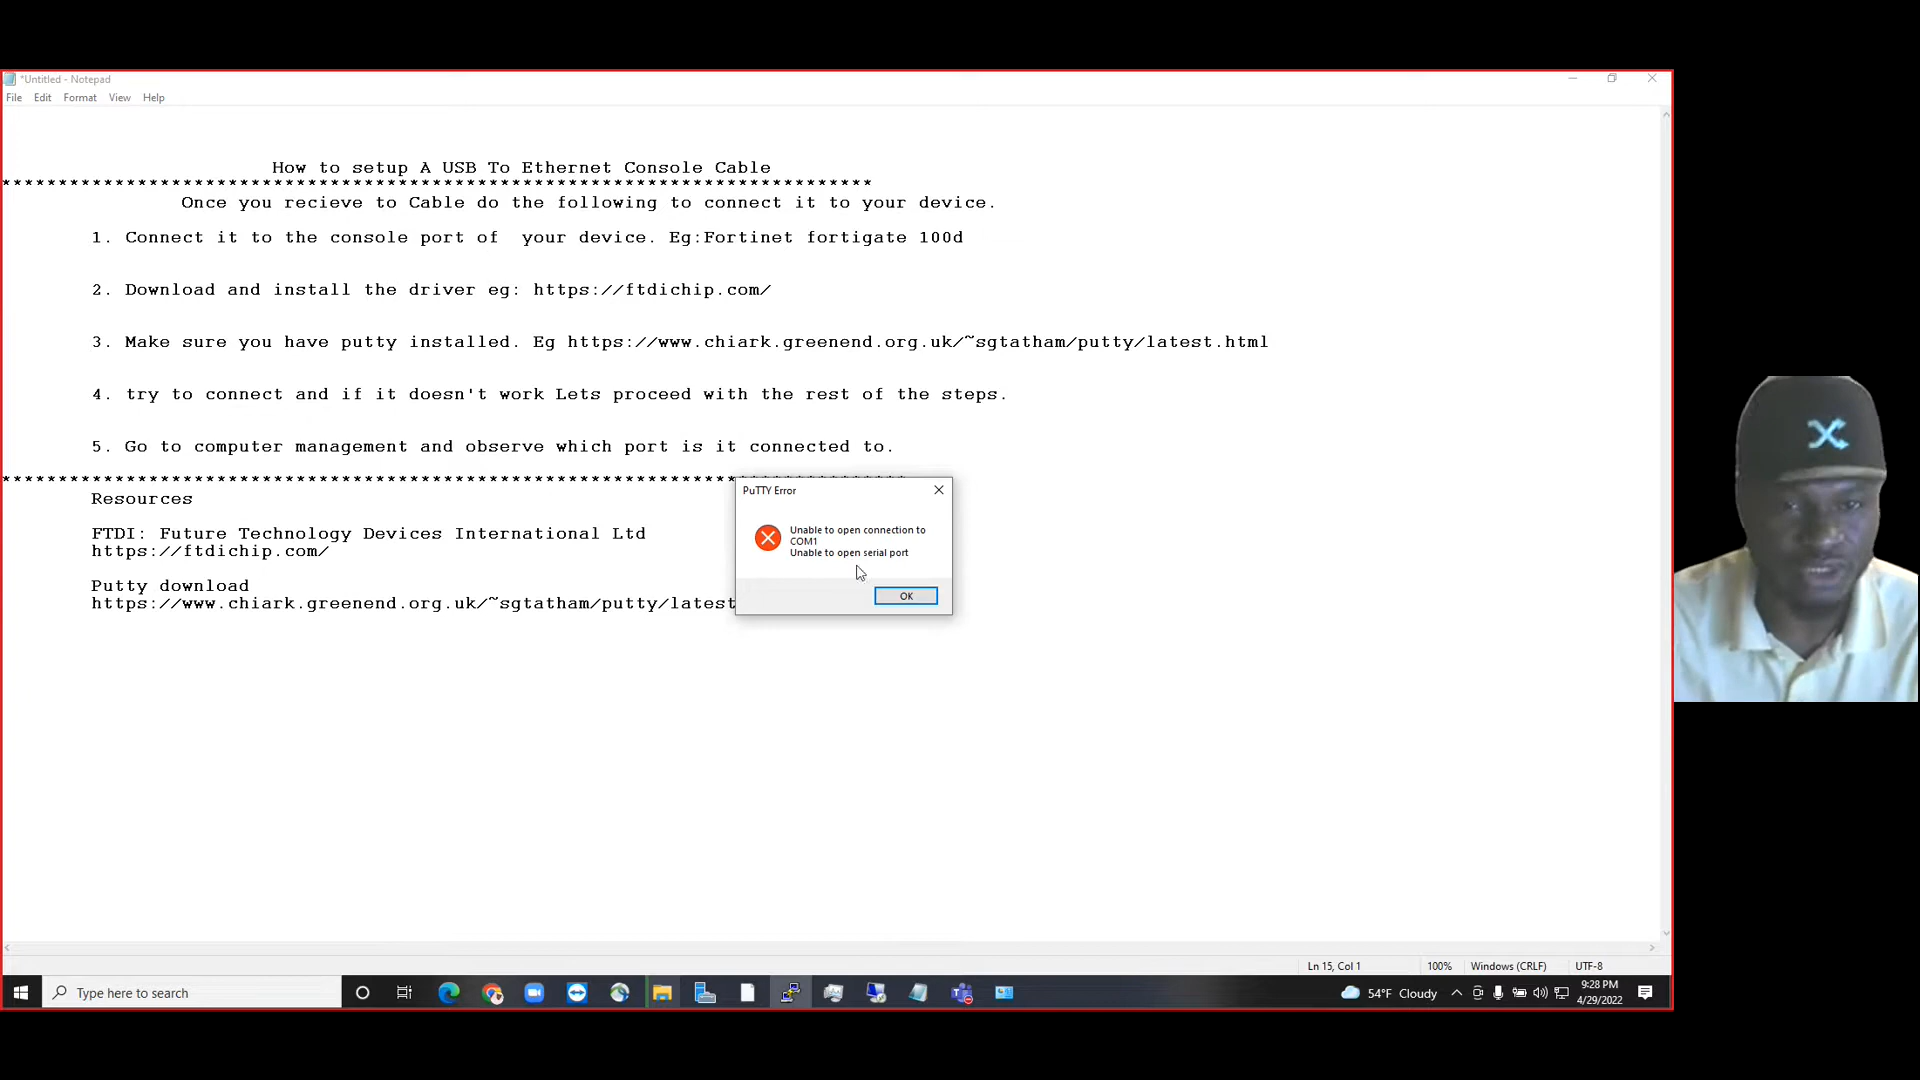 *Untitled - Notepad
File Edit Format View Help
How to setup A USB To Ethernet Console Cable
*****************************************************************************
Once you recieve to Cable do the following to connect it to your device.
1. Connect it to the console port of  your device. Eg:Fortinet fortigate 100d
2. Download and install the driver eg: https://ftdichip.com/
3. Make sure you have putty installed. Eg https://www.chiark.greenend.org.uk/~sgtatham/putty/latest.html
4. try to connect and if it doesn't work Lets proceed with the rest of the steps.
5. Go to computer management and observe which port is it connected to.
********************************************************************************
Resources
FTDI: Future Technology Devices International Ltd
https://ftdichip.com/
Putty download
https://www.chiark.greenend.org.uk/~sgtatham/putty/latest
PuTTY Error
Unable to open connection to
COM1
Unable to open serial port
OK
Ln 15, Col 1 100% Windows (CRLF) UTF-8
Type here to search
54°F Cloudy
9:28 PM
4/29/2022